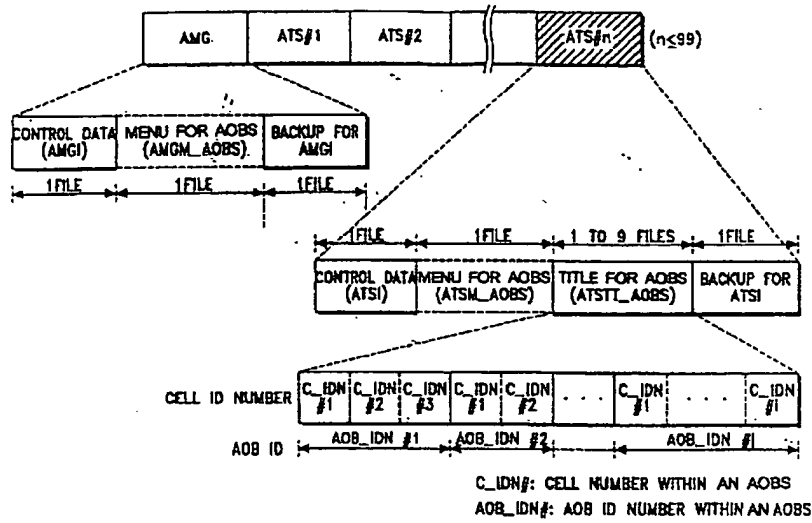 AMG ATS#1 ATS#2 ATS#n (n≤99)
CONTROL DATA (AMGI)
MENU FOR AOBS (AMGM_AOBS)
BACKUP FOR AMGI
1FILE 1FILE 1FILE
1FILE 1FILE 1 TO 9 FILES 1FILE
CONTROL DATA (ATSI)
MENU FOR AOBS (ATSM_AOBS)
TITLE FOR AOBS (ATSTT_AOBS)
BACKUP FOR ATSI
CELL ID NUMBER C_IDN #1 C_IDN #2 C_IDN #3 C_IDN #1 C_IDN #2 . . . C_IDN #1 . . . C_IDN #i
AOB ID AOB_IDN #1 AOB_IDN #2 AOB_IDN #i
C_IDN#: CELL NUMBER WITHIN AN AOBS
AOB_IDN#: AOB ID NUMBER WITHIN AN AOBS